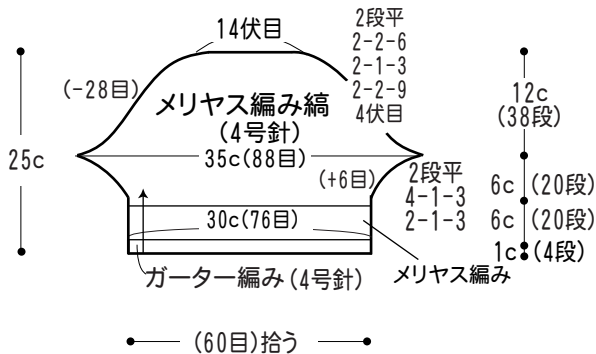 14伏目
2段平
2-2-6
2-1-3
2-2-9
4伏目
(-28目)
メリヤス編み縞
(4号針)
12c
(38段)
25c
35c(88目)
(+6目)
2段平
4-1-3
2-1-3
6c (20段)
30c(76目)
6c (20段)
1c (4段)
ガーター編み(4号針)
メリヤス編み
(60目)拾う